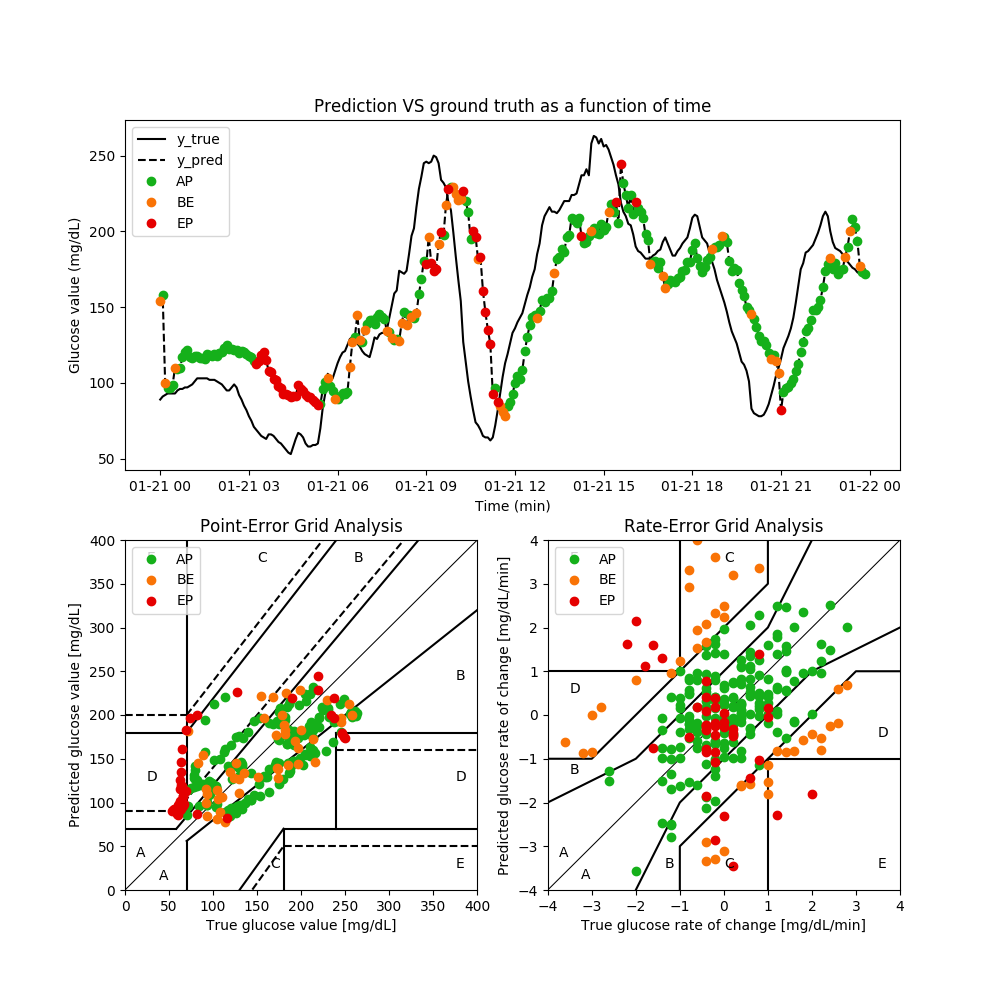 Prediction VS ground truth as a function of time
y_true
y_pred
AP
BE
EP
Glucose value (mg/dL)
250
200
150
100
50
01-21 00 01-21 03 01-21 06 01-21 09 01-21 12 01-21 15 01-21 18 01-21 21 01-22 00
Time (min)
Point-Error Grid Analysis
AP
BE
EP
C B
B
D D
A
A
C E
Predicted glucose value [mg/dL]
400
350
300
250
200
150
100
50
0
0 50 100 150 200 250 300 350 400
True glucose value [mg/dL]
Rate-Error Grid Analysis
AP
BE
EP
C
D
D
B
A
A
B C E
Predicted glucose rate of change [mg/dL/min]
4
3
2
1
0
−1
−2
−3
−4
−4 −3 −2 −1 0 1 2 3 4
True glucose rate of change [mg/dL/min]